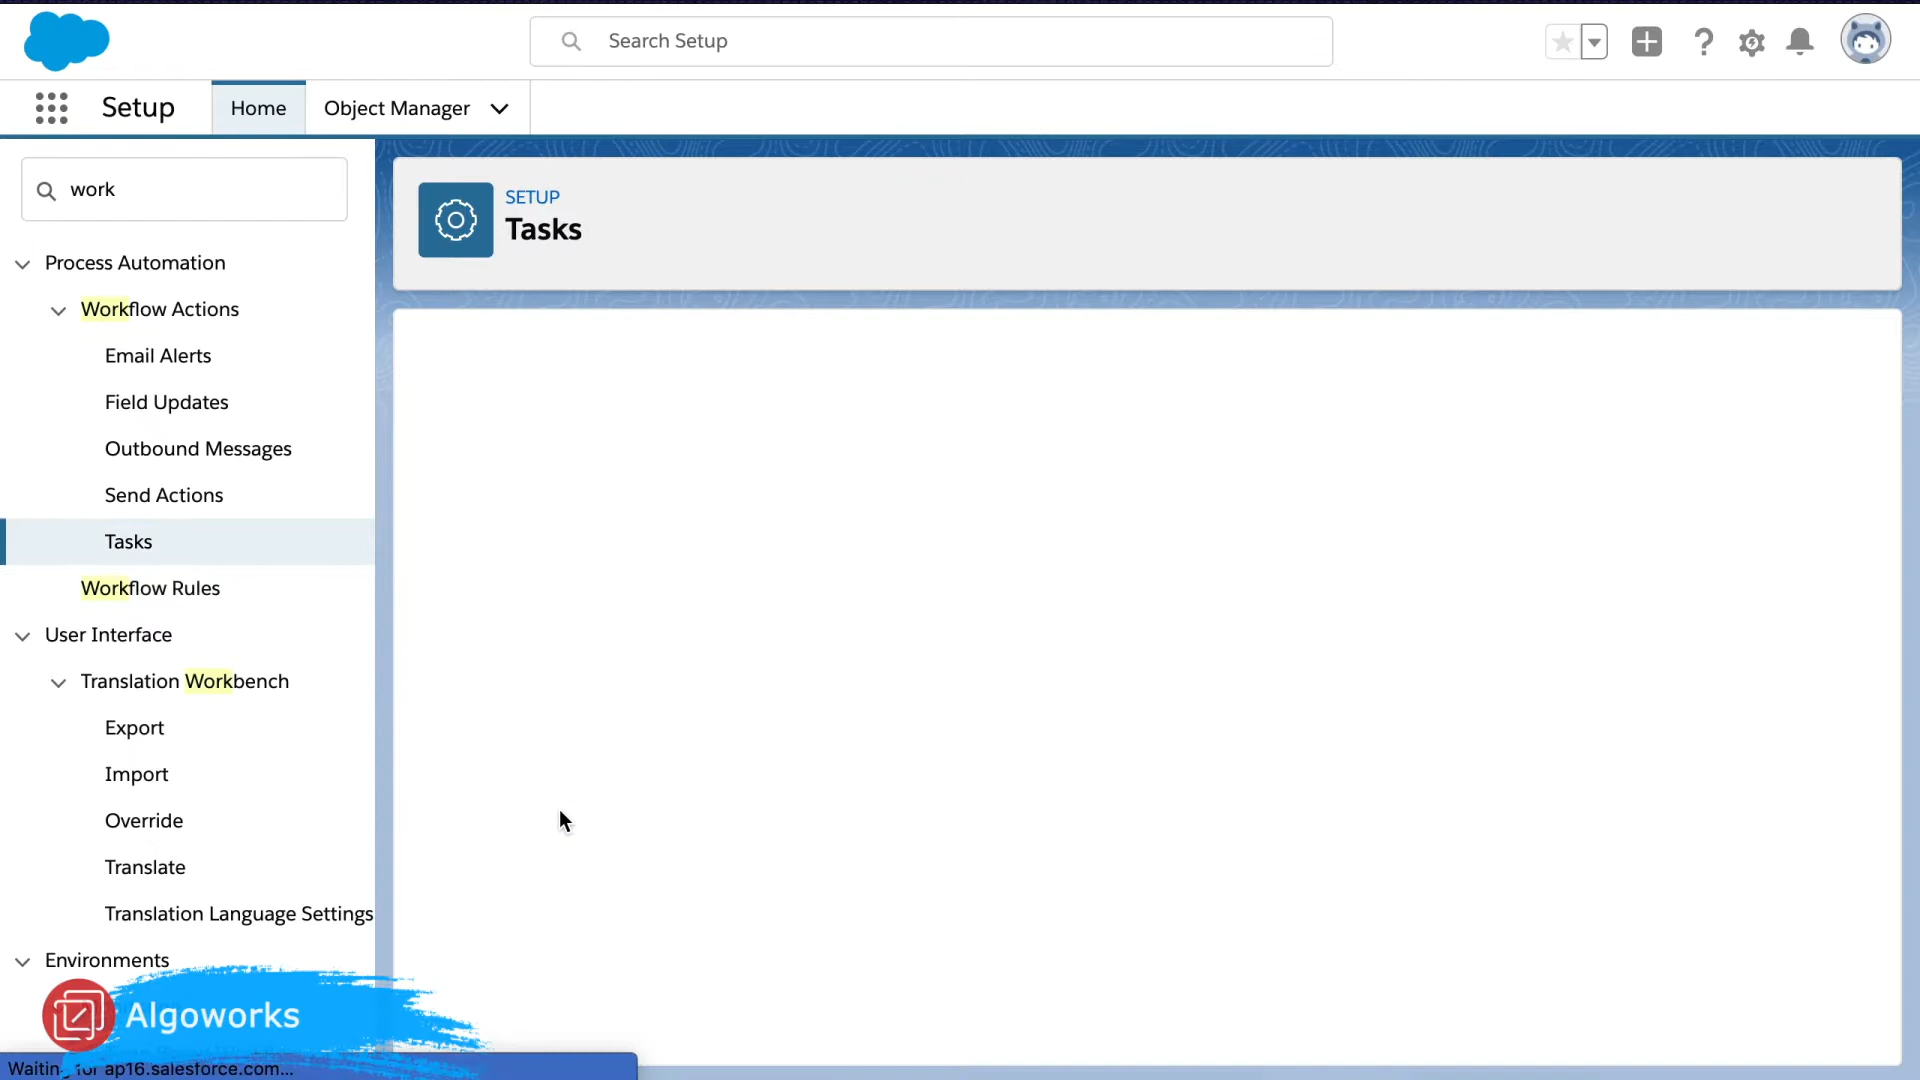 Search Setup
Setup
Home
Object Manager
work
SETUP
Tasks
Process Automation
Workflow Actions
Email Alerts
Field Updates
Outbound Messages
Send Actions
Tasks
Workflow Rules
User Interface
Translation Workbench
Export
Import
Override
Translate
Translation Language Settings
Environments
Algoworks
Waiting for ap16.salesforce.com...